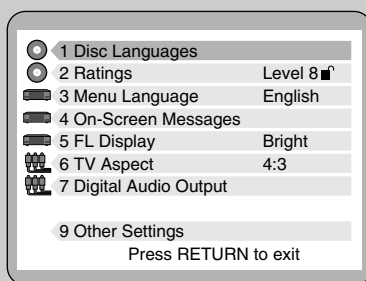 1 Disc Languages
2 Ratings Level 8
3 Menu Language English
4 On-Screen Messages
5 FL Display Bright
6 TV Aspect 4:3
7 Digital Audio Output
9 Other Settings
Press RETURN to exit